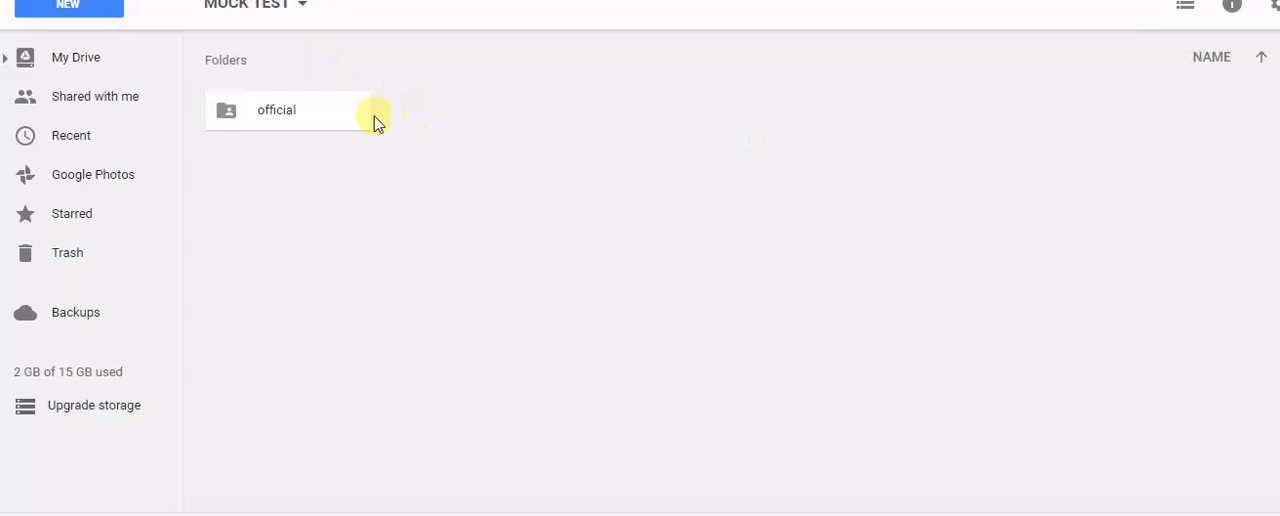 NEW
MOCK TEST
My Drive
Folders
NAME
Shared with me
official
Recent
Google Photos
Starred
Trash
Backups
2 GB of 15 GB used
Upgrade storage